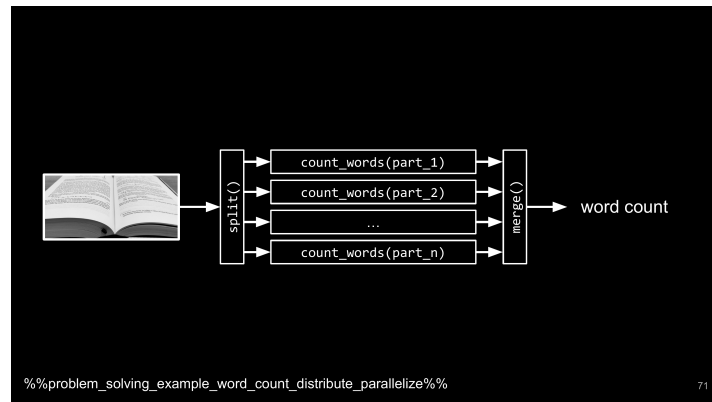 split()
count_words(part_1)
count_words(part_2)
...
count_words(part_n)
merge()
word count
%%problem_solving_example_word_count_distribute_parallelize%%
71